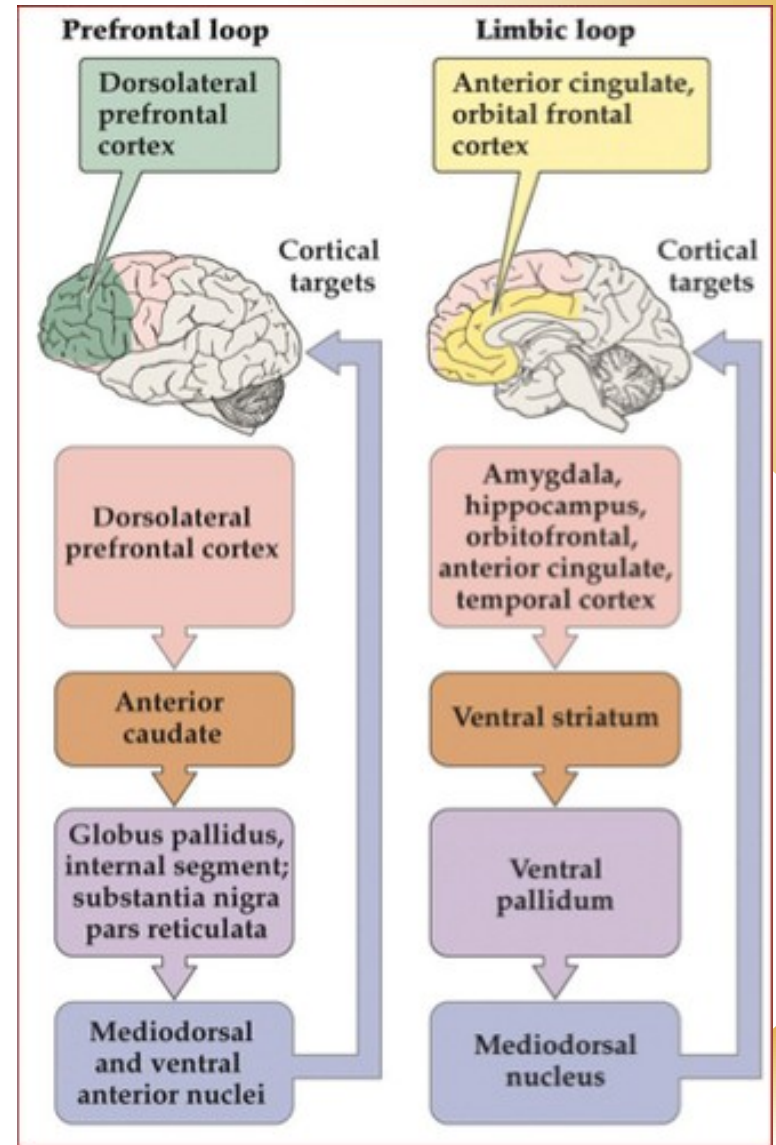 Prefrontal loop
Dorsolateral
prefrontal
cortex
Cortical
targets
Dorsolateral
prefrontal cortex
Anterior
caudate
Globus pallidus,
internal segment;
substantia nigra
pars reticulata
Mediodorsal
and ventral
anterior nuclei
Limbic loop
Anterior cingulate,
orbital frontal
cortex
Cortical
targets
Amygdala,
hippocampus,
orbitofrontal,
anterior cingulate,
temporal cortex
Ventral striatum
Ventral
pallidum
Mediodorsal
nucleus